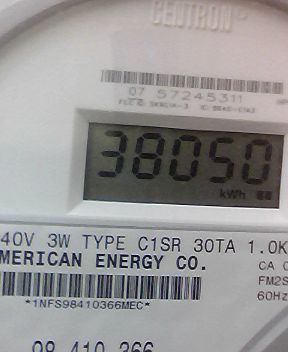 CENTRON®
07 57245311
38050
kWh
40V 3W TYPE C1SR 30TA 1.0K
MERICAN ENERGY CO.
CA 0
FM2S
60Hz
*1NFS98410366MEC*
98 410 366